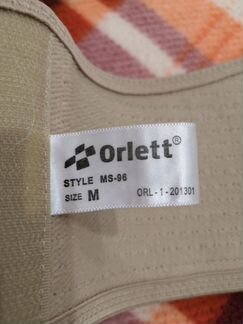 Orlett®
STYLE MS-96
SIZE M ORL-1-201301